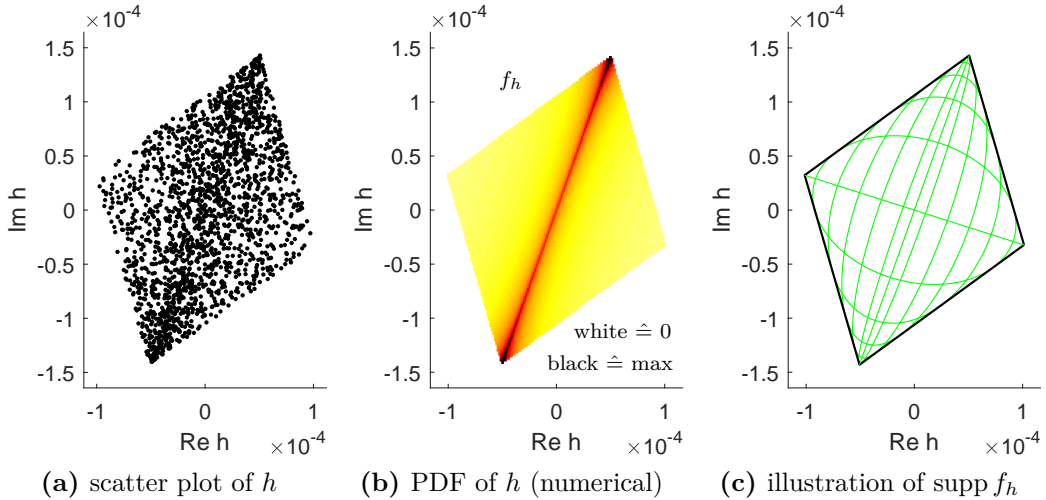 ×10⁻⁴
1.5
1
0.5
0
-0.5
-1
-1.5
Im h
-1 0 1
Re h ×10⁻⁴
(a) scatter plot of h
×10⁻⁴
1.5
1
0.5
0
-0.5
-1
-1.5
Im h
f_h
white ≙ 0
black ≙ max
-1 0 1
Re h ×10⁻⁴
(b) PDF of h (numerical)
×10⁻⁴
1.5
1
0.5
0
-0.5
-1
-1.5
Im h
-1 0 1
Re h ×10⁻⁴
(c) illustration of supp f_h